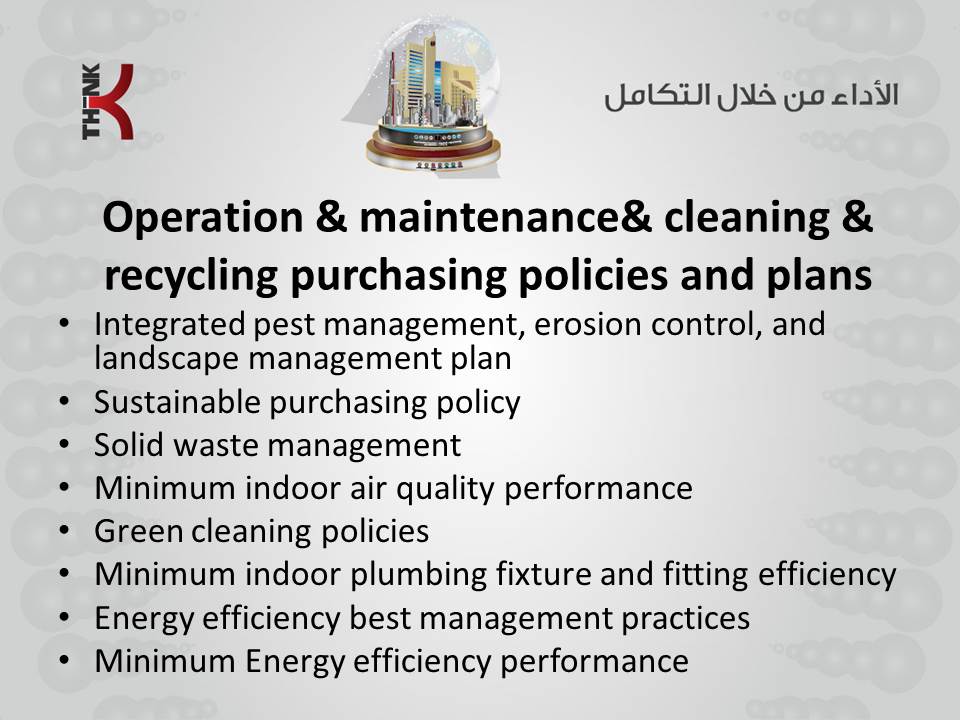 THINK
الأداء من خلال التكامل
Operation & maintenance& cleaning &
recycling purchasing policies and plans
• Integrated pest management, erosion control, and
landscape management plan
• Sustainable purchasing policy
• Solid waste management
• Minimum indoor air quality performance
• Green cleaning policies
• Minimum indoor plumbing fixture and fitting efficiency
• Energy efficiency best management practices
• Minimum Energy efficiency performance